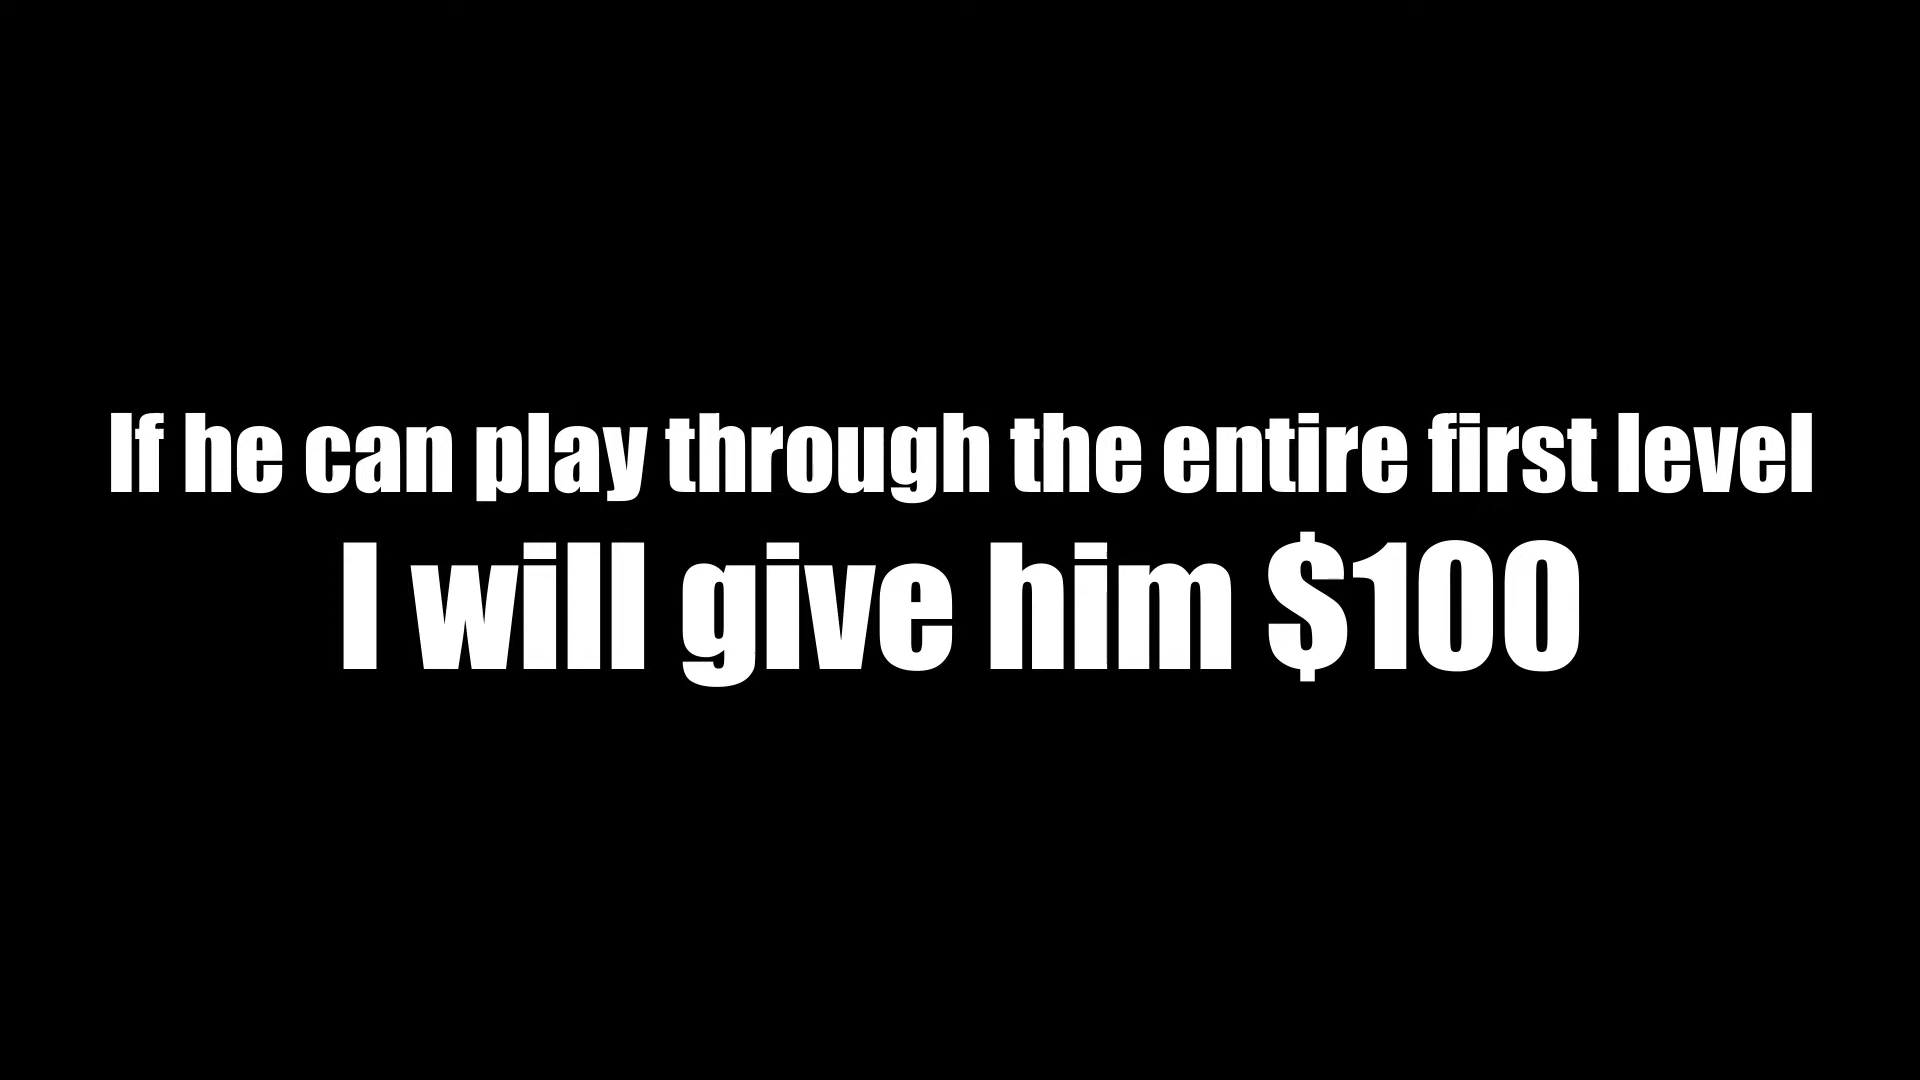 If he can play through the entire first level
I will give him $100